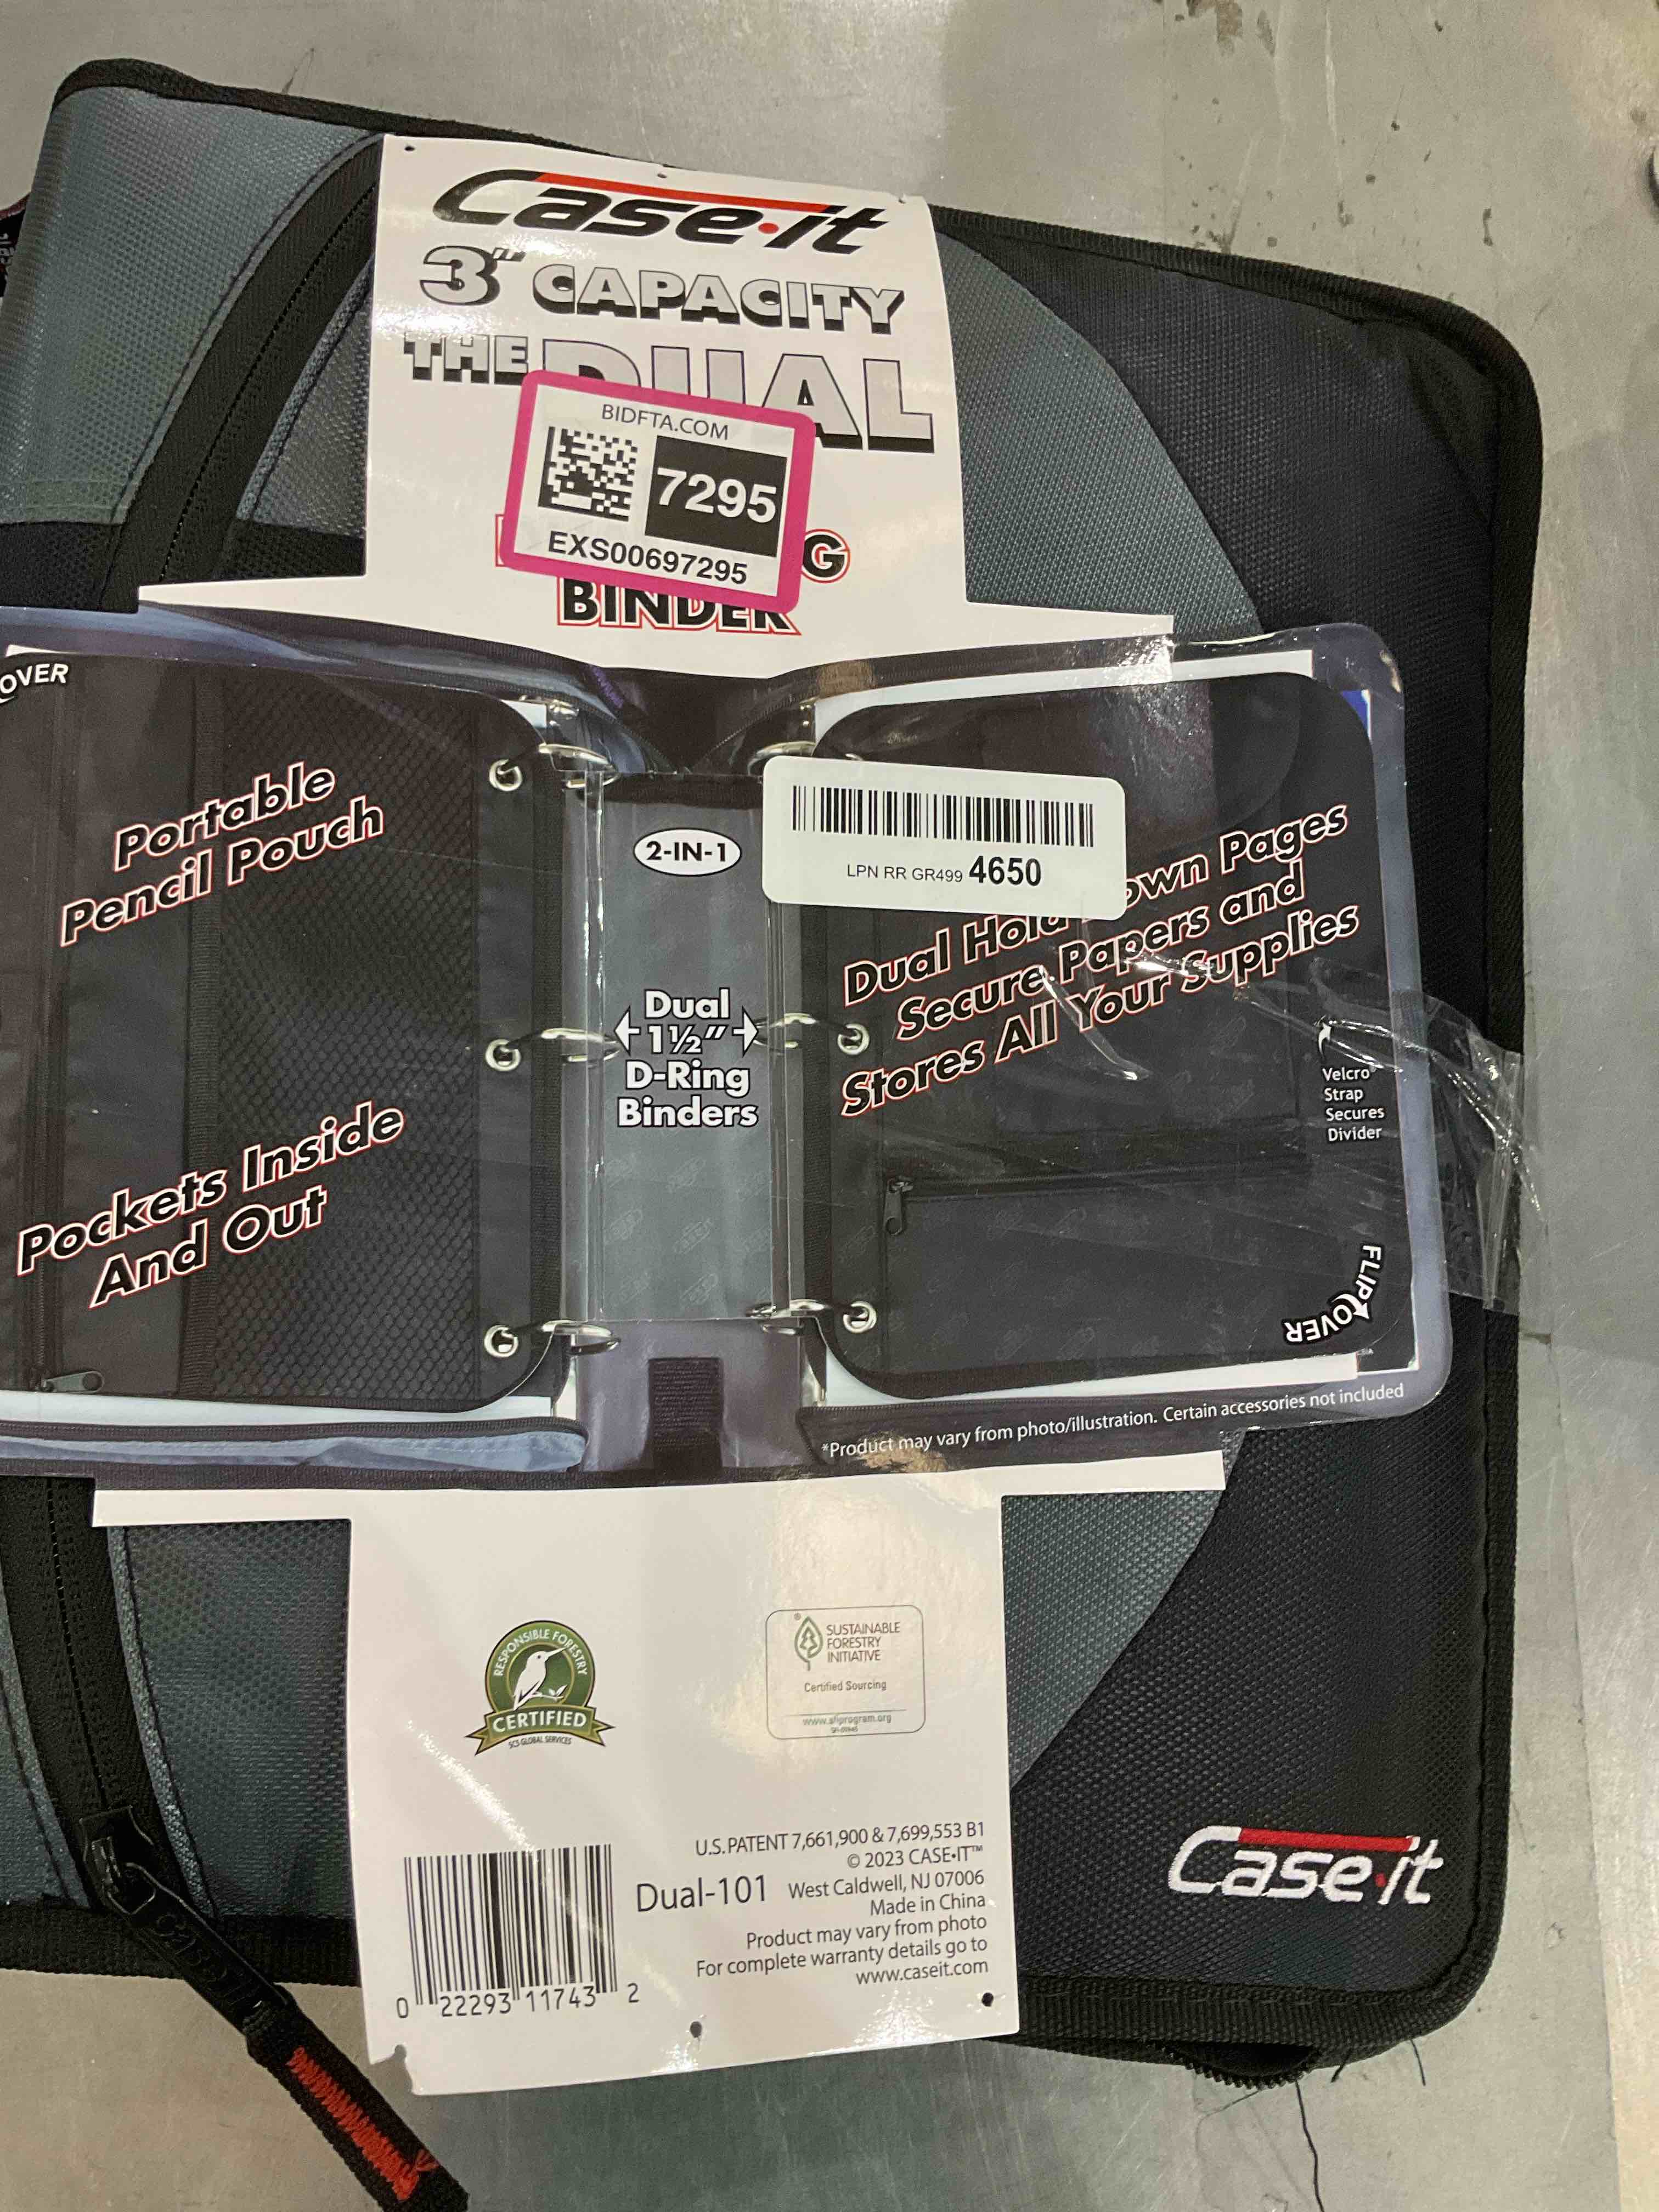 Case·it
3" CAPACITY
THE DUAL
BIDFTA.COM
7295
EXS00697295
G
BINDER
OVER
Portable
Pencil Pouch
2-IN-1
LPN RR GR499 4650
Dual Hold Down Pages
Secure Papers and
Stores All Your Supplies
Dual
1½"
D-Ring
Binders
Velcro®
Strap
Secures
Divider
Pockets Inside
And Out
FLIP OVER
*Product may vary from photo/illustration. Certain accessories not included
RESPONSIBLE FORESTRY
CERTIFIED
SCS GLOBAL SERVICES
SUSTAINABLE
FORESTRY
INITIATIVE
Certified Sourcing
www.sfiprogram.org
U.S.PATENT 7,661,900 & 7,699,553 B1
© 2023 CASE•IT™
Dual-101 West Caldwell, NJ 07006
Made in China
Product may vary from photo
For complete warranty details go to
www.caseit.com
0 22293 11743 2
Case·it